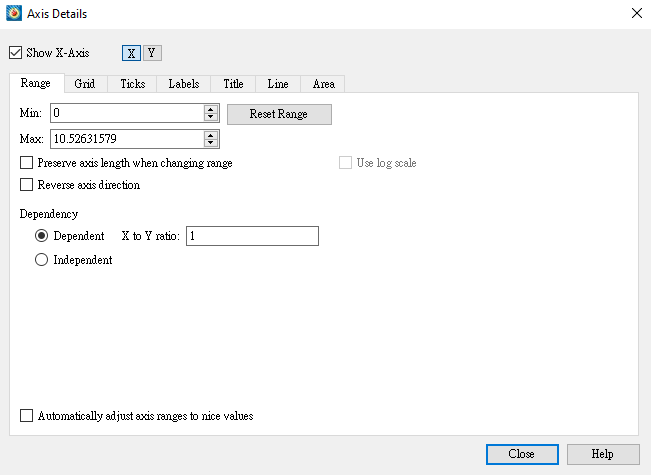 Axis Details
Show X-Axis X Y
Range Grid Ticks Labels Title Line Area
Min: 0 Reset Range
Max: 10.52631579
Preserve axis length when changing range Use log scale
Reverse axis direction
Dependency
Dependent X to Y ratio: 1
Independent
Automatically adjust axis ranges to nice values
Close Help